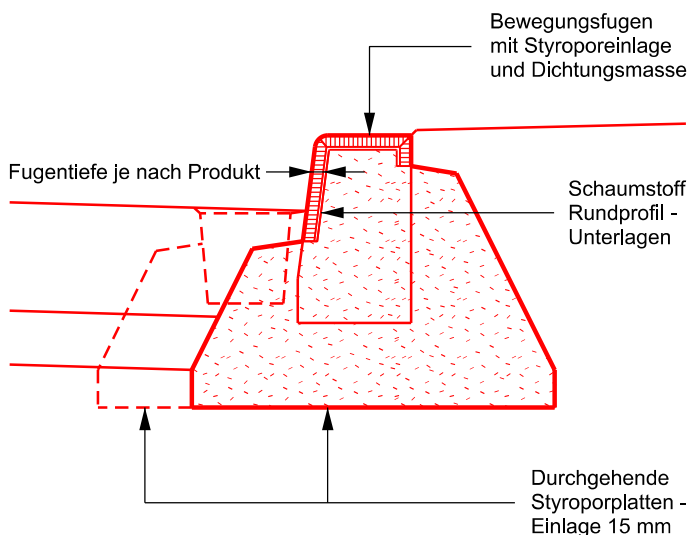 Bewegungsfugen
mit Styroporeinlage
und Dichtungsmasse
Fugentiefe je nach Produkt
Schaumstoff
Rundprofil -
Unterlagen
Durchgehende
Styroporplatten -
Einlage 15 mm